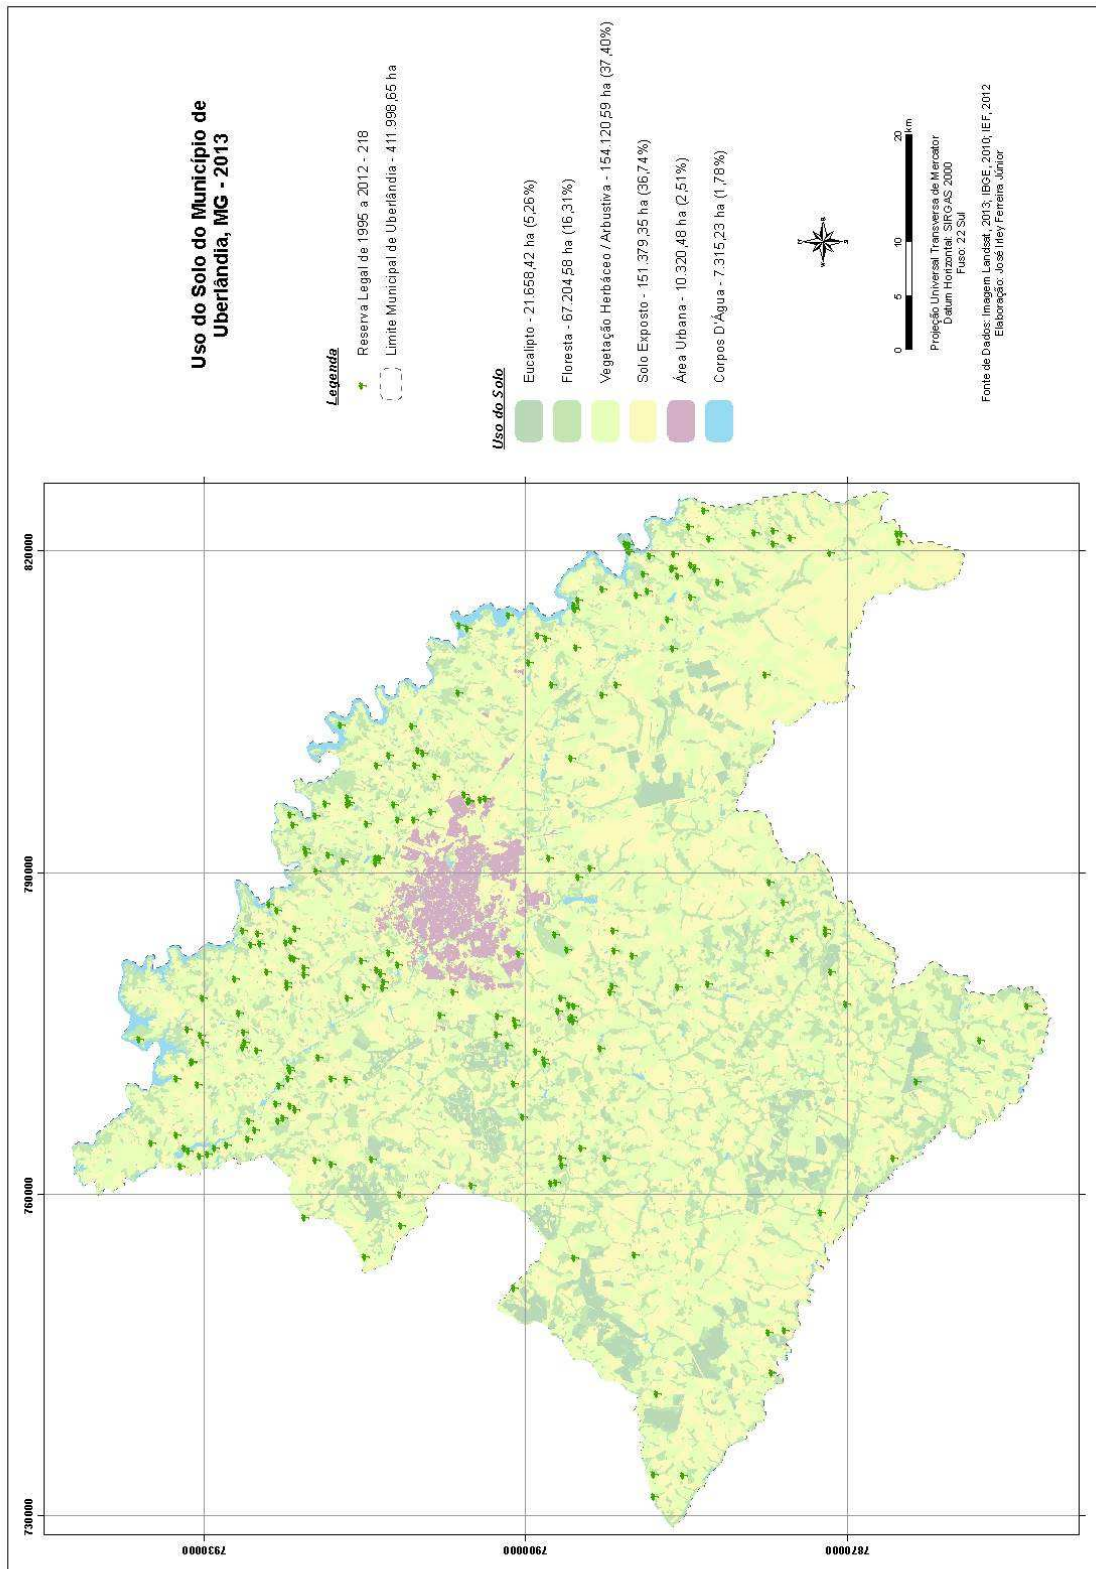 Uso do Solo do Município de
Uberlândia, MG - 2013
Legenda
Reserva Legal de 1995 a 2012 - 218
Limite Municipal de Uberlândia - 411.998,65 ha
Uso do Solo
Eucalipto - 21.658,42 ha (5,26%)
Floresta - 67.204,58 ha (16,31%)
Vegetação Herbáceo / Arbustiva - 154.120,59 ha (37,40%)
Solo Exposto - 151.379,35 ha (36,74%)
Área Urbana - 10.320,48 ha (2,51%)
Corpos D'Água - 7.315,23 ha (1,78%)
0 5 10 20
km
Projeção Universal Transversa de Mercator
Datum Horizontal: SIRGAS 2000
Fuso: 22 Sul
Fonte de Dados: Imagem Landsat, 2013; IBGE, 2010; IEF, 2012
Elaboração: José Irley Ferreira Júnior
730000
760000
790000
820000
7930000
7900000
7870000